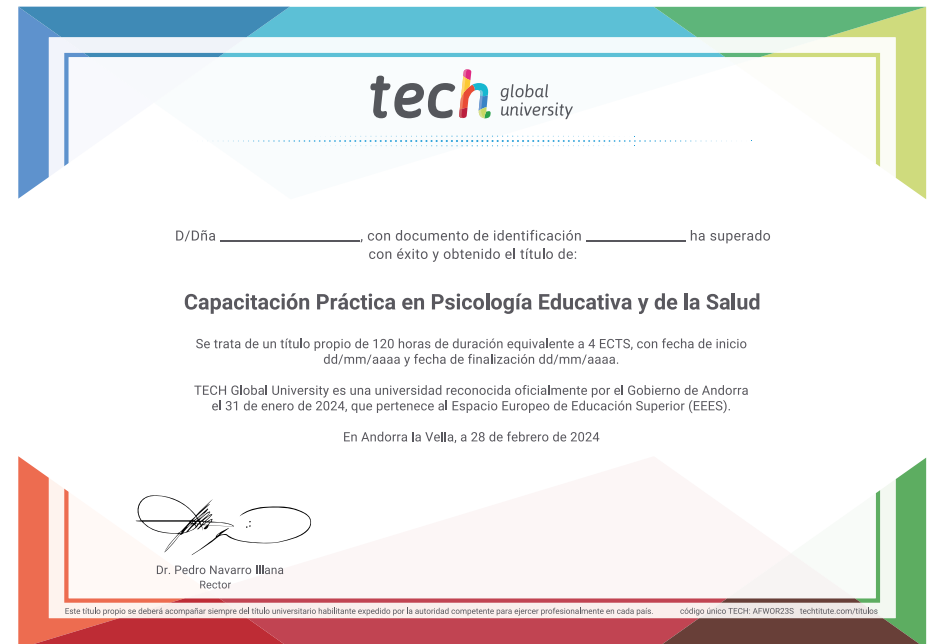 tech global
university
D/Dña ____________________, con documento de identificación ______________ ha superado
con éxito y obtenido el título de:
Capacitación Práctica en Psicología Educativa y de la Salud
Se trata de un título propio de 120 horas de duración equivalente a 4 ECTS, con fecha de inicio
dd/mm/aaaa y fecha de finalización dd/mm/aaaa.
TECH Global University es una universidad reconocida oficialmente por el Gobierno de Andorra
el 31 de enero de 2024, que pertenece al Espacio Europeo de Educación Superior (EEES).
En Andorra la Vella, a 28 de febrero de 2024
Dr. Pedro Navarro Illana
Rector
Este título propio se deberá acompañar siempre del título universitario habilitante expedido por la autoridad competente para ejercer profesionalmente en cada país. código único TECH: AFWOR23S techtitute.com/titulos